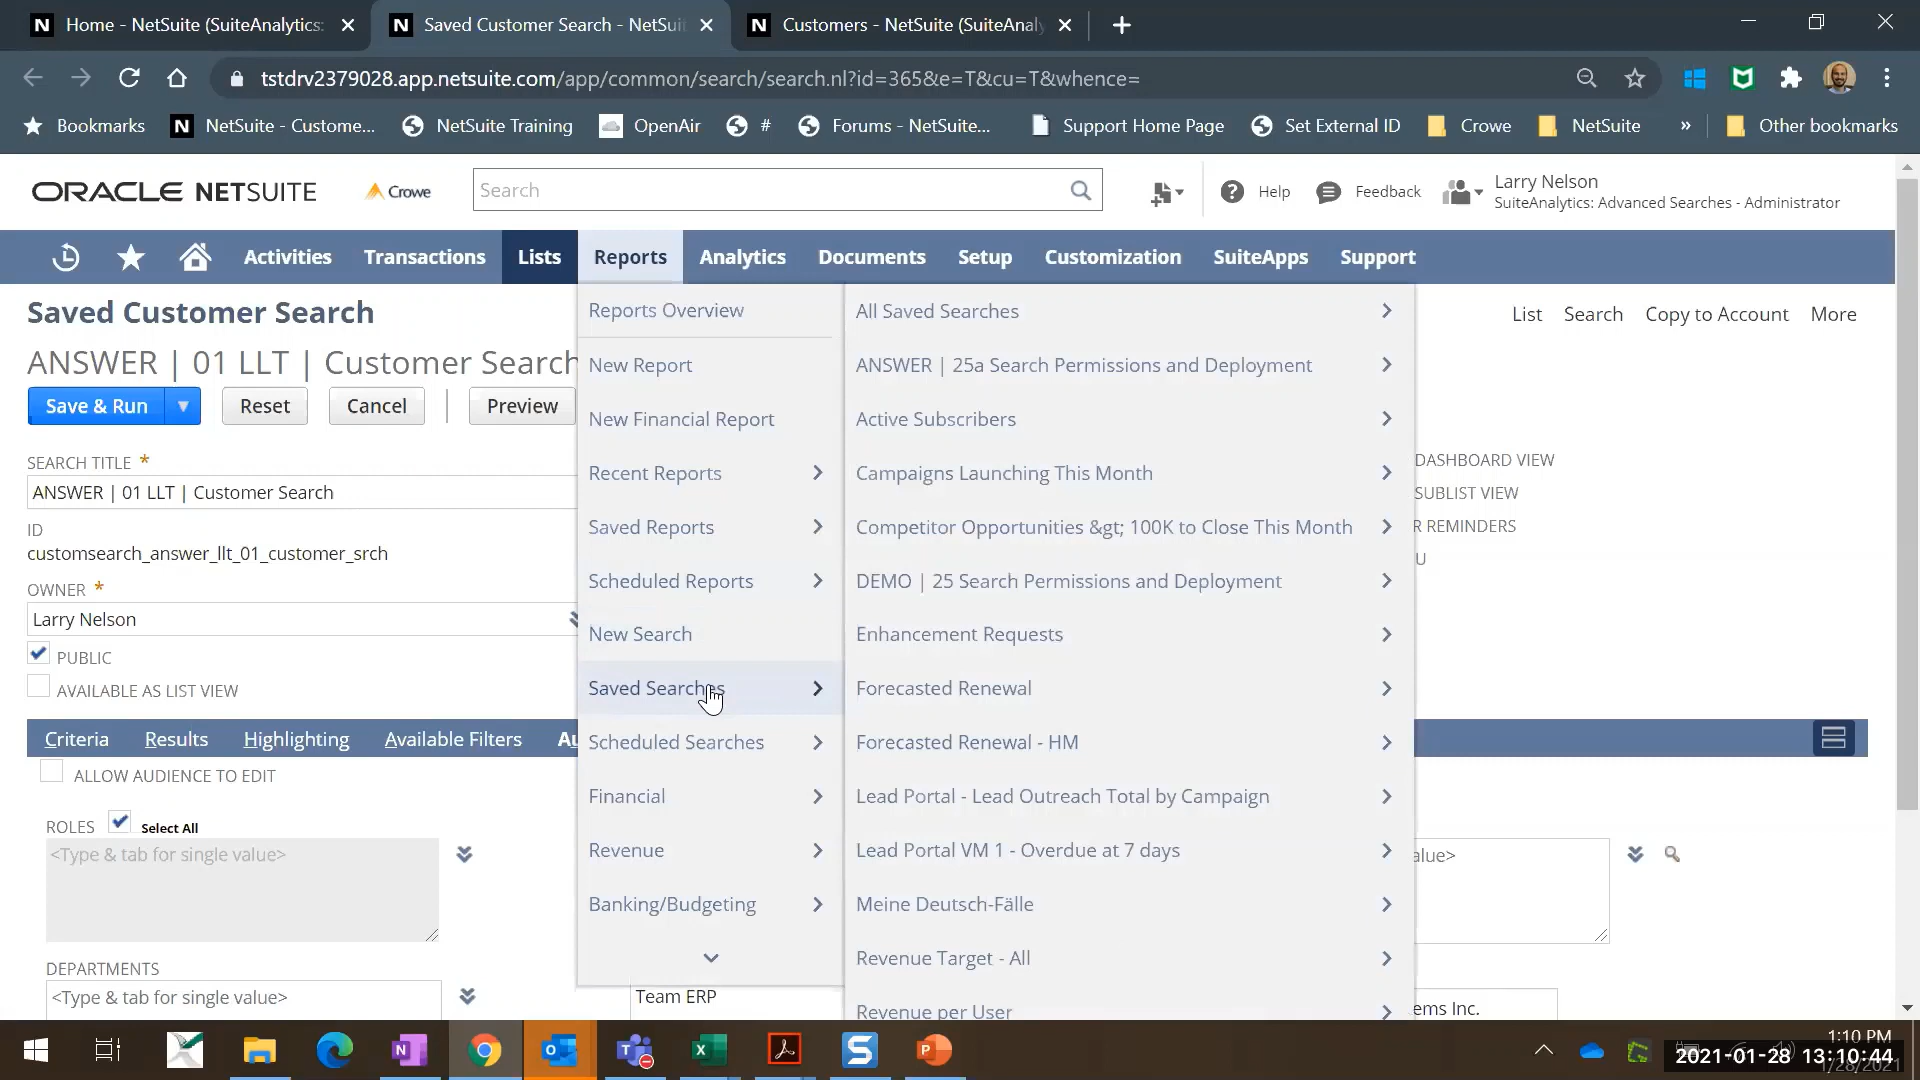 Home - NetSuite (SuiteAnalytics:
Saved Customer Search - NetSui
Customers - NetSuite (SuiteAnaly
tstdrv2379028.app.netsuite.com/app/common/search/search.nl?id=365&e=T&cu=T&whence=
Bookmarks
NetSuite - Custome...
NetSuite Training
OpenAir
#
Forums - NetSuite...
Support Home Page
Set External ID
Crowe
NetSuite
»
Other bookmarks
ORACLE NETSUITE
Crowe
Search
Help
Feedback
Larry Nelson
SuiteAnalytics: Advanced Searches - Administrator
Activities
Transactions
Lists
Reports
Analytics
Documents
Setup
Customization
SuiteApps
Support
Saved Customer Search
List
Search
Copy to Account
More
ANSWER | 01 LLT | Customer Search
Save & Run
Reset
Cancel
Preview
SEARCH TITLE *
ANSWER | 01 LLT | Customer Search
ID
customsearch_answer_llt_01_customer_srch
OWNER *
Larry Nelson
PUBLIC
AVAILABLE AS LIST VIEW
Reports Overview
New Report
New Financial Report
Recent Reports
Saved Reports
Scheduled Reports
New Search
Saved Searches
Scheduled Searches
Financial
Revenue
Banking/Budgeting
All Saved Searches
ANSWER | 25a Search Permissions and Deployment
Active Subscribers
Campaigns Launching This Month
Competitor Opportunities &gt; 100K to Close This Month
DEMO | 25 Search Permissions and Deployment
Enhancement Requests
Forecasted Renewal
Forecasted Renewal - HM
Lead Portal - Lead Outreach Total by Campaign
Lead Portal VM 1 - Overdue at 7 days
Meine Deutsch-Fälle
Revenue Target - All
Revenue per User
DASHBOARD VIEW
SUBLIST VIEW
R REMINDERS
U
Criteria
Results
Highlighting
Available Filters
Au
ALLOW AUDIENCE TO EDIT
ROLES
Select All
<Type & tab for single value>
alue>
DEPARTMENTS
<Type & tab for single value>
Team ERP
ems Inc.
1:10 PM
2021-01-28 13:10:44